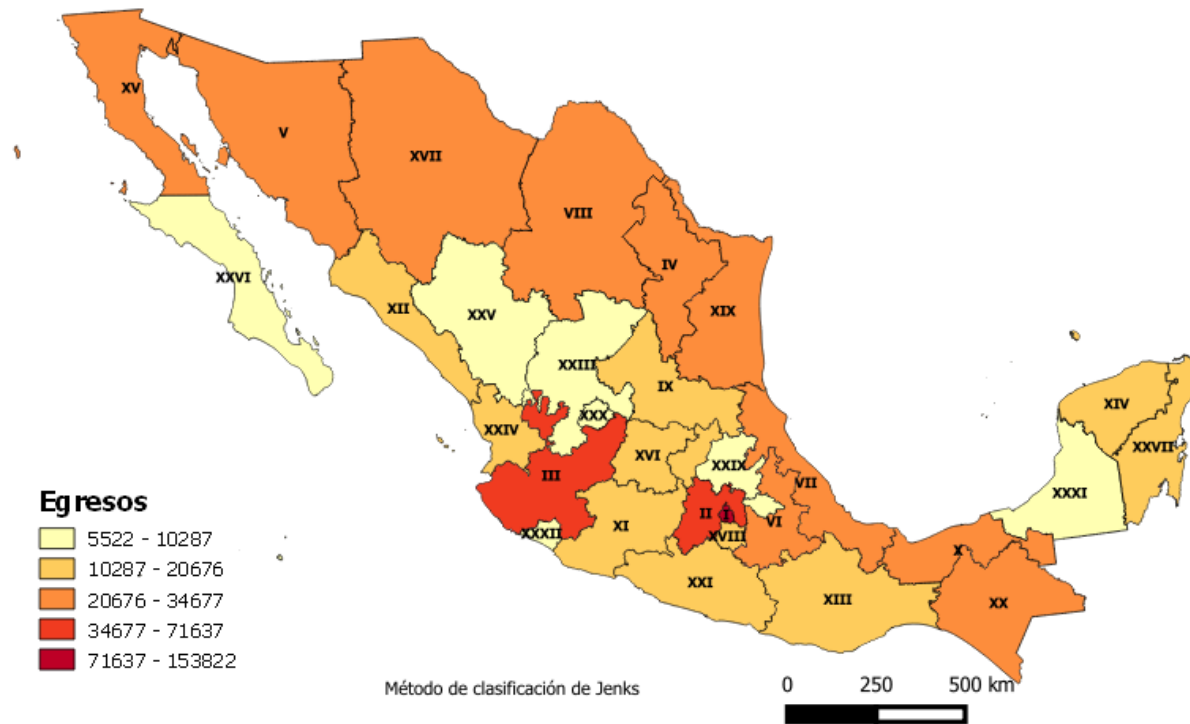 XV
V
XVII
VIII
IV
XIX
XXVI
XII
XXV
XXIII
IX
XXX
XXIV
XVI
XXIX
III
VII
II
I
VI
XXXII
XI
XVIII
XXI
XIII
X
XX
XIV
XXVII
XXXI
Egresos
5522 - 10287
10287 - 20676
20676 - 34677
34677 - 71637
71637 - 153822
Método de clasificación de Jenks
0 250 500 km